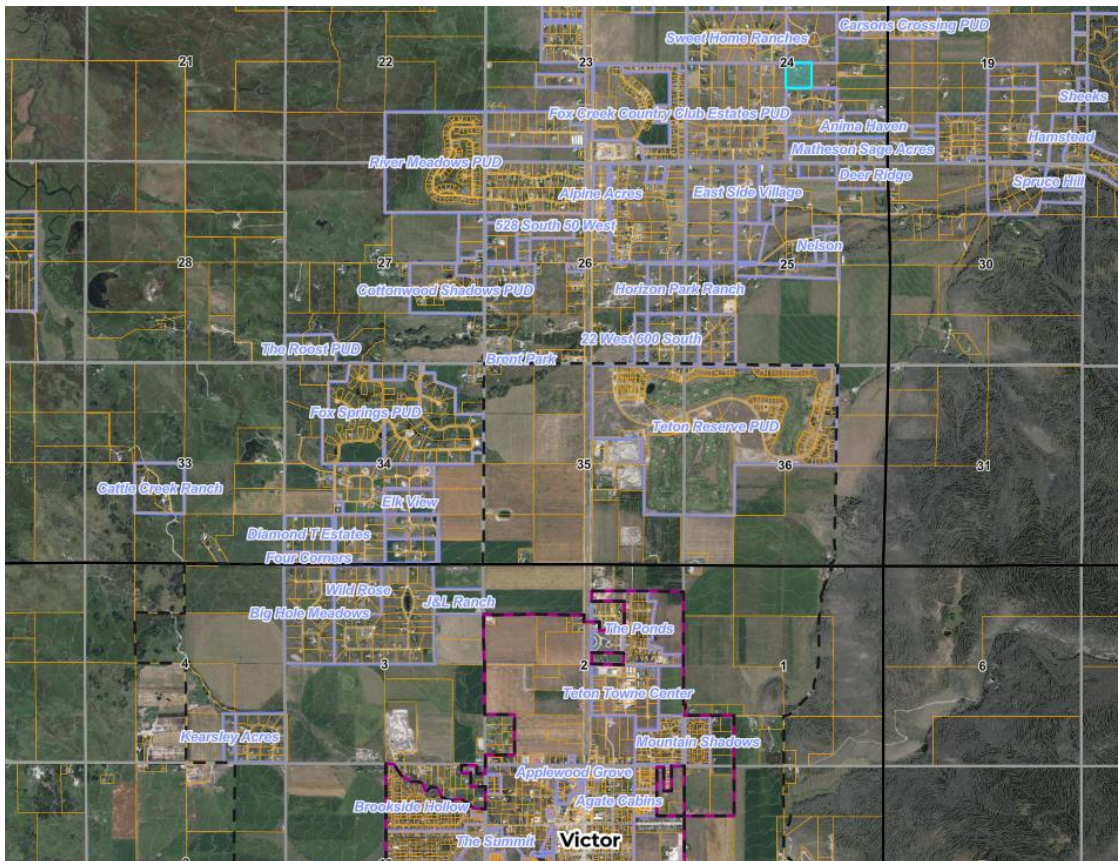 Carsons Crossing PUD
Sweet Home Ranches
21
22
23
24
19
Sheeks
Fox Creek Country Club Estates PUD
Anima Haven
Hamstead
Matheson Sage Acres
River Meadows PUD
Deer Ridge
Spruce Hill
Alpine Acres
East Side Village
528 South 50 West
Nelson
28
27
26
25
30
Cottonwood Shadows PUD
Horizon Park Ranch
22 West 600 South
The Roost PUD
Brent Park
Fox Springs PUD
Teton Reserve PUD
33
34
35
36
31
Cattle Creek Ranch
Elk View
Diamond T Estates
Four Corners
Wild Rose
J&L Ranch
Big Hole Meadows
The Ponds
4
3
2
1
6
Teton Towne Center
Kearsley Acres
Mountain Shadows
Applewood Grove
Brookside Hollow
Agate Cabins
The Summit
Victor